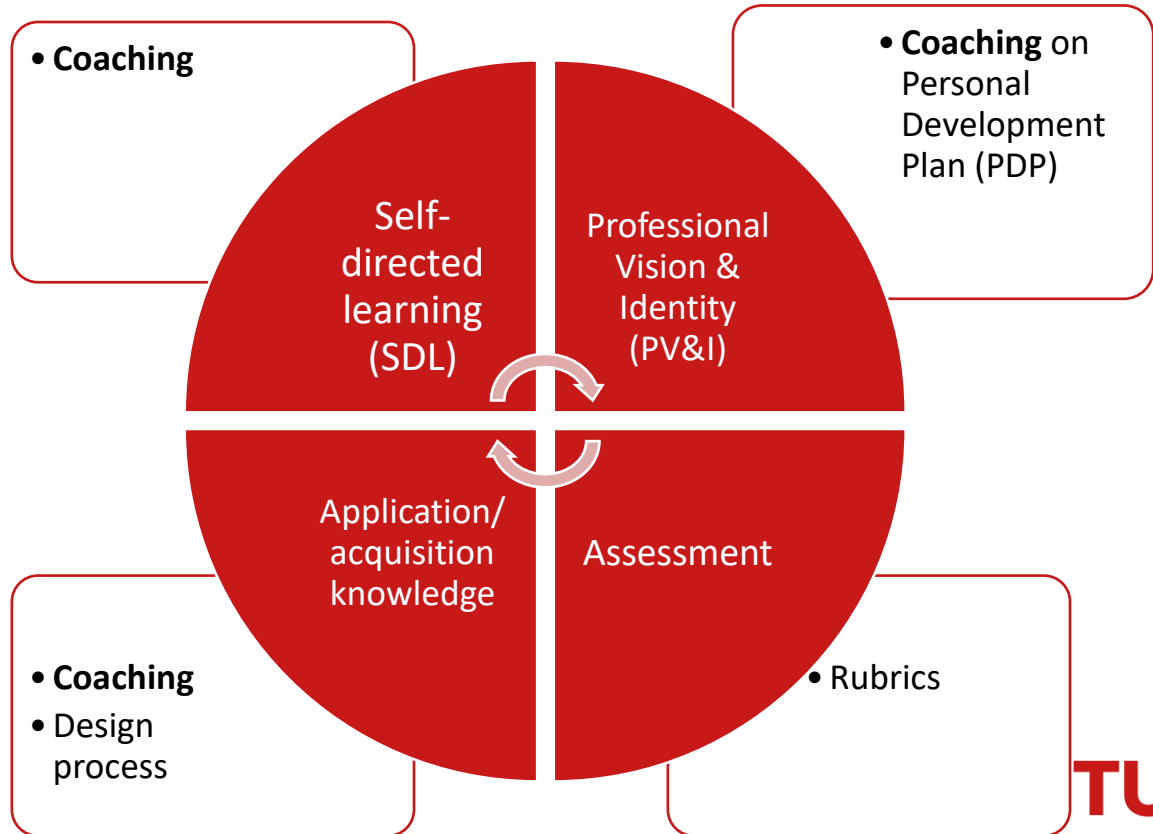 • Coaching
• Coaching on
Personal
Development
Plan (PDP)
Self-
directed
learning
(SDL)
Professional
Vision &
Identity
(PV&I)
Application/
acquisition
knowledge
Assessment
• Coaching
• Design
process
• Rubrics
TU